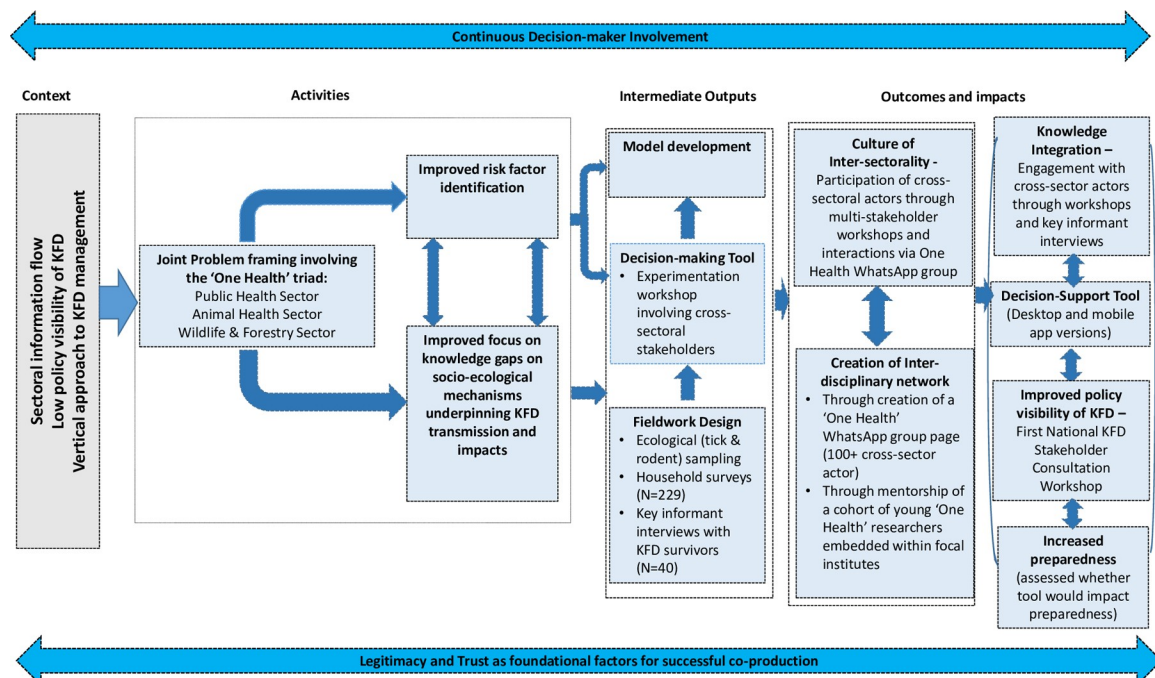 Continuous Decision-maker Involvement
Context
Activities
Intermediate Outputs
Outcomes and impacts
Sectoral information flow
Low policy visibility of KFD
Vertical approach to KFD management
Joint Problem framing involving
the ‘One Health’ triad:
Public Health Sector
Animal Health Sector
Wildlife & Forestry Sector
Improved risk factor
identification
Improved focus on
knowledge gaps on
socio-ecological
mechanisms
underpinning KFD
transmission and
impacts
Model development
Decision-making Tool
• Experimentation
workshop
involving cross-
sectoral
stakeholders
Fieldwork Design
• Ecological (tick &
rodent) sampling
• Household surveys
(N=229)
• Key informant
interviews with
KFD survivors
(N=40)
Culture of
Inter-sectorality -
Participation of cross-
sectoral actors through
multi-stakeholder
workshops and
interactions via One
Health WhatsApp group
Creation of Inter-
disciplinary network
• Through creation of a
‘One Health’
WhatsApp group page
(100+ cross-sector
actor)
• Through mentorship of
a cohort of young ‘One
Health’ researchers
embedded within focal
institutes
Knowledge
Integration –
Engagement with
cross-sector actors
through workshops
and key informant
interviews
Decision-Support Tool
(Desktop and mobile
app versions)
Improved policy
visibility of KFD –
First National KFD
Stakeholder
Consultation
Workshop
Increased
preparedness
(assessed whether
tool would impact
preparedness)
Legitimacy and Trust as foundational factors for successful co-production